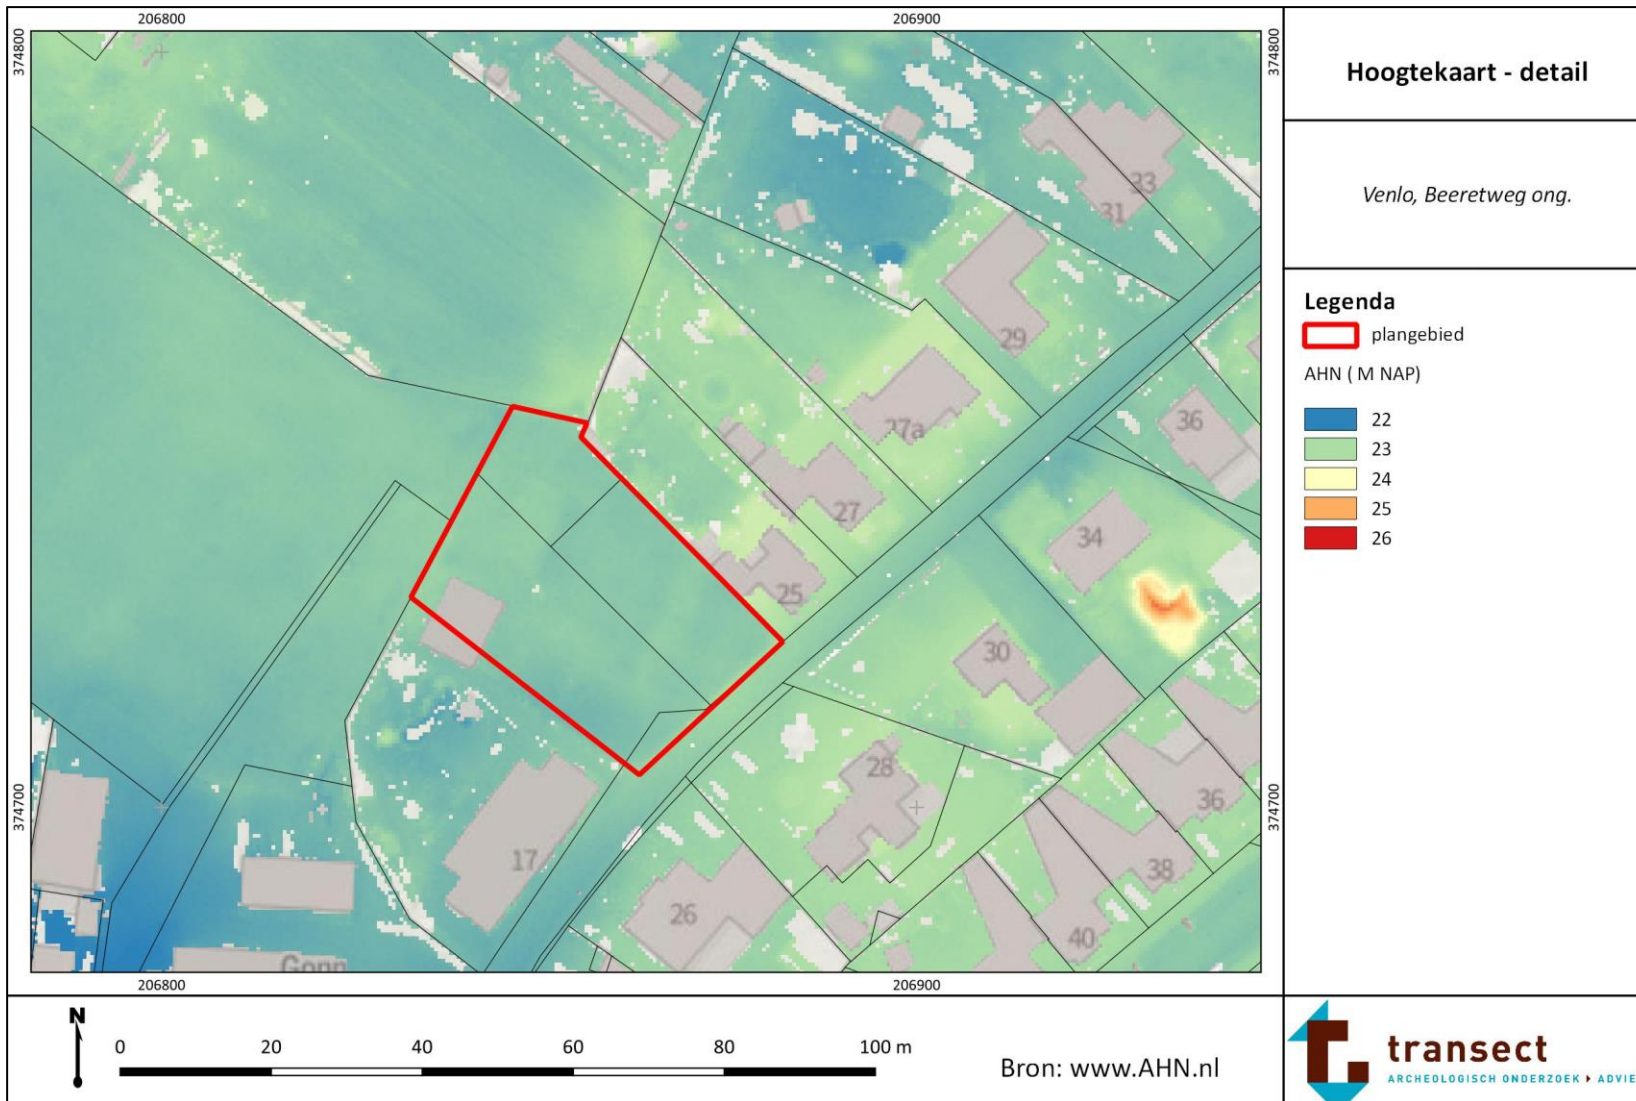 206800
206900
374800
374800
33
31
29
27a
27
25
36
34
30
28
36
38
40
26
17
Gonn
374700
374700
206800
206900
Hoogtekaart - detail
Venlo, Beeretweg ong.
Legenda
plangebied
AHN ( M NAP)
22
23
24
25
26
N
0 20 40 60 80 100 m
Bron: www.AHN.nl
transect
ARCHEOLOGISCH ONDERZOEK ADVIE